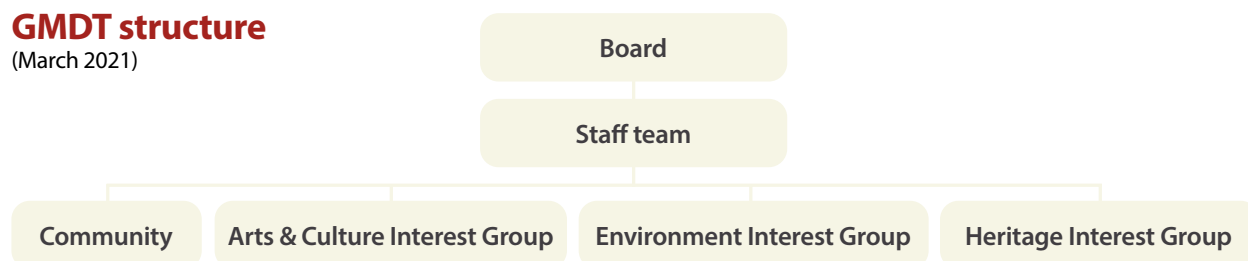 GMDT structure
(March 2021)
Board
Staff team
Community
Arts & Culture Interest Group
Environment Interest Group
Heritage Interest Group